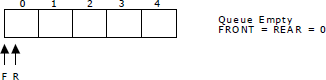 0 1 2 3 4
Queue Empty
FRONT = REAR = 0
F R